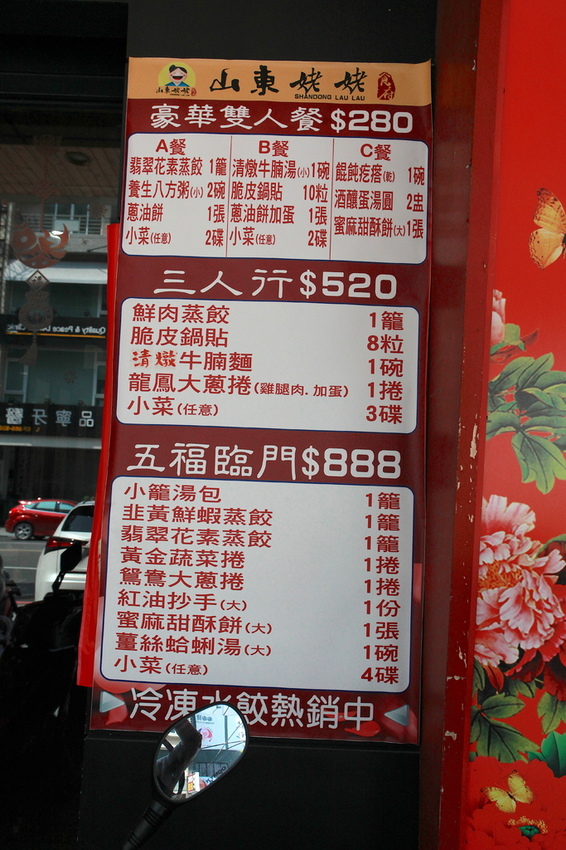 山東姥姥 食府
SHANDONG LAU LAU
豪華雙人餐 $280
A餐
翡翠花素蒸餃 1籠
養生八方粥(小) 2碗
蔥油餅 1張
小菜(任意) 2碟
B餐
清燉牛腩湯(小) 1碗
脆皮鍋貼 10粒
蔥油餅加蛋 1張
小菜(任意) 2碟
C餐
餛飩疙瘩(乾) 1碗
酒釀蛋湯圓 2盅
蜜麻甜酥餅(大) 1張
三人行 $520
鮮肉蒸餃 1籠
脆皮鍋貼 8粒
清燉牛腩麵 1碗
龍鳳大蔥捲(雞腿肉.加蛋) 1捲
小菜(任意) 3碟
五福臨門 $888
小籠湯包 1籠
韭黃鮮蝦蒸餃 1籠
翡翠花素蒸餃 1籠
黃金蔬菜捲 1捲
鴛鴦大蔥捲 1捲
紅油抄手(大) 1份
蜜麻甜酥餅(大) 1張
薑絲蛤蜊湯(大) 1碗
小菜(任意) 4碟
冷凍水餃熱銷中